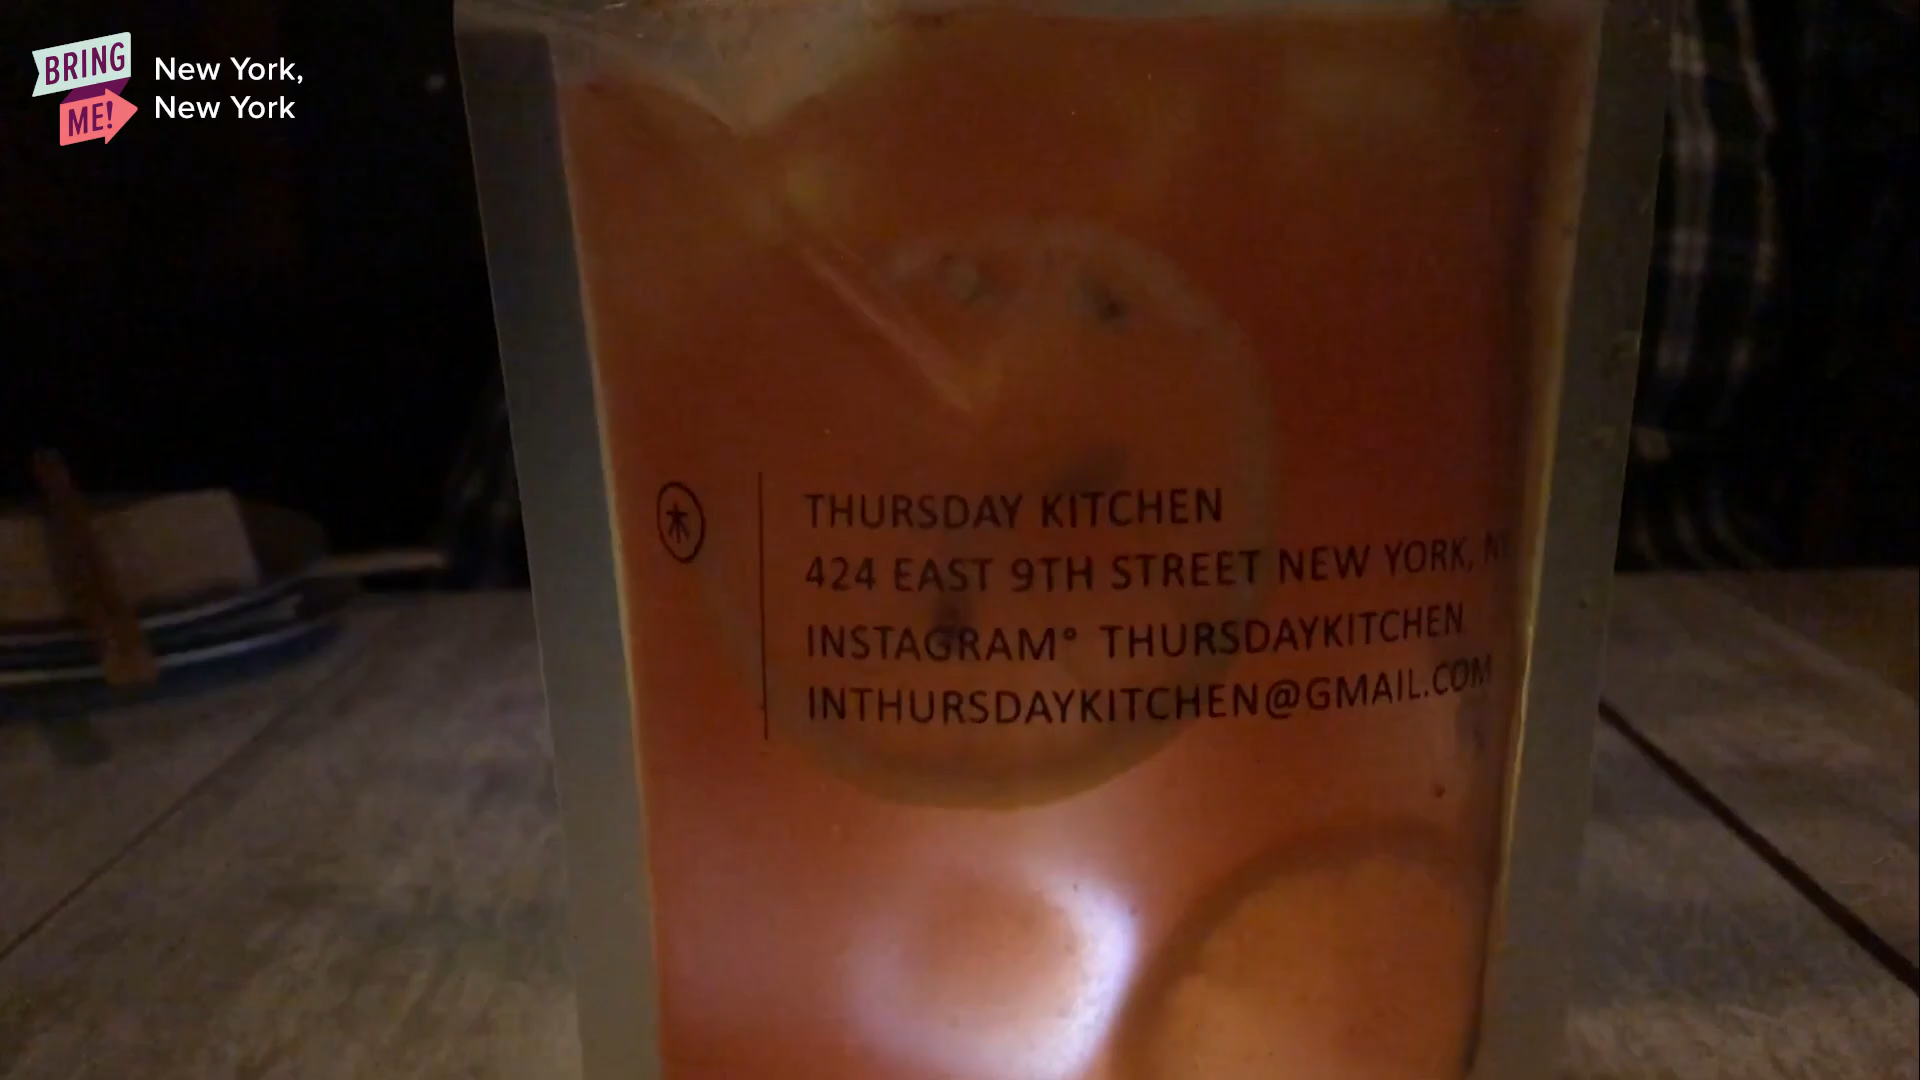 BRING
ME!
New York,
New York
THURSDAY KITCHEN
424 EAST 9TH STREET NEW YORK, NY
INSTAGRAM° THURSDAYKITCHEN
INTHURSDAYKITCHEN@GMAIL.COM